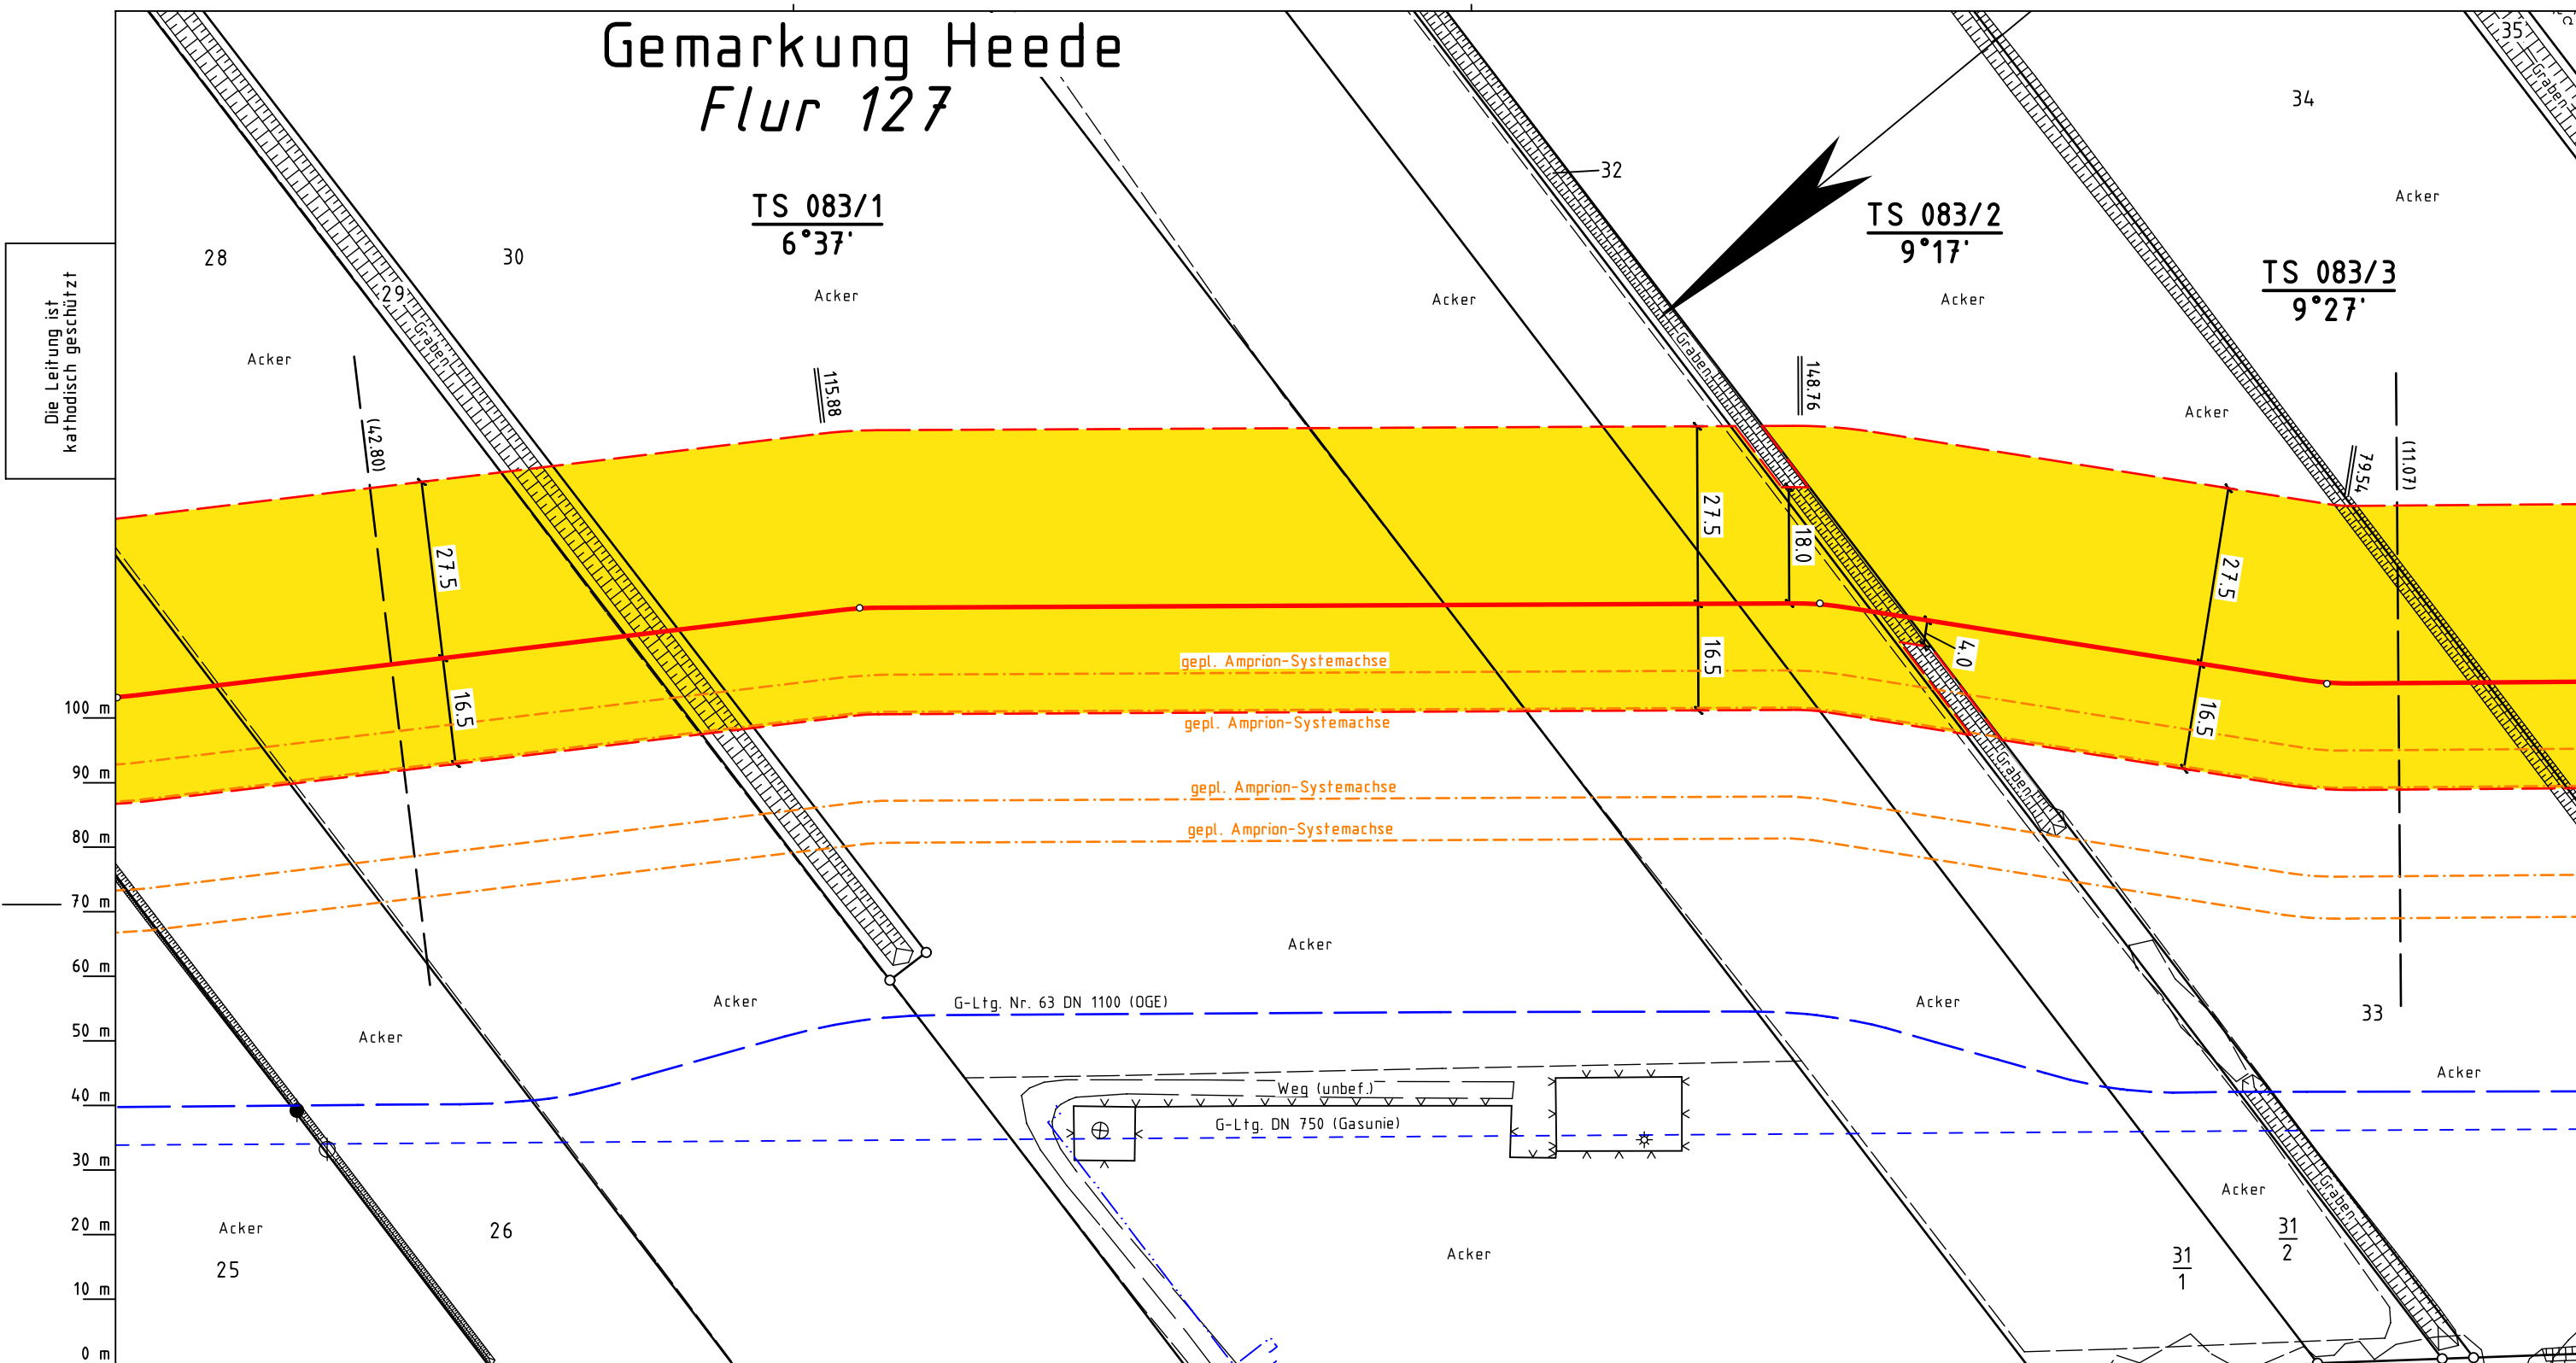 Gemarkung Heede
Flur 127
35
Graben
34
32
Acker
TS 083/1
6°37'
TS 083/2
9°17'
28
30
29
TS 083/3
9°27'
Die Leitung ist
kathodisch geschützt
Acker
Acker
Acker
Graben
Graben
Acker
115.88
148.76
Acker
(42.80)
79.54
(11.07)
27.5
27.5
18.0
27.5
16.5
16.5
4.0
16.5
gepl. Amprion-Systemachse
gepl. Amprion-Systemachse
Graben
gepl. Amprion-Systemachse
gepl. Amprion-Systemachse
100 m
90 m
80 m
70 m
60 m
50 m
40 m
30 m
20 m
10 m
0 m
Acker
Acker
G-Ltg. Nr. 63 DN 1100 (OGE)
Acker
33
Acker
Acker
Weg (unbef.)
G-Ltg. DN 750 (Gasunie)
Acker
Graben
Acker
26
25
Acker
31
1
31
2